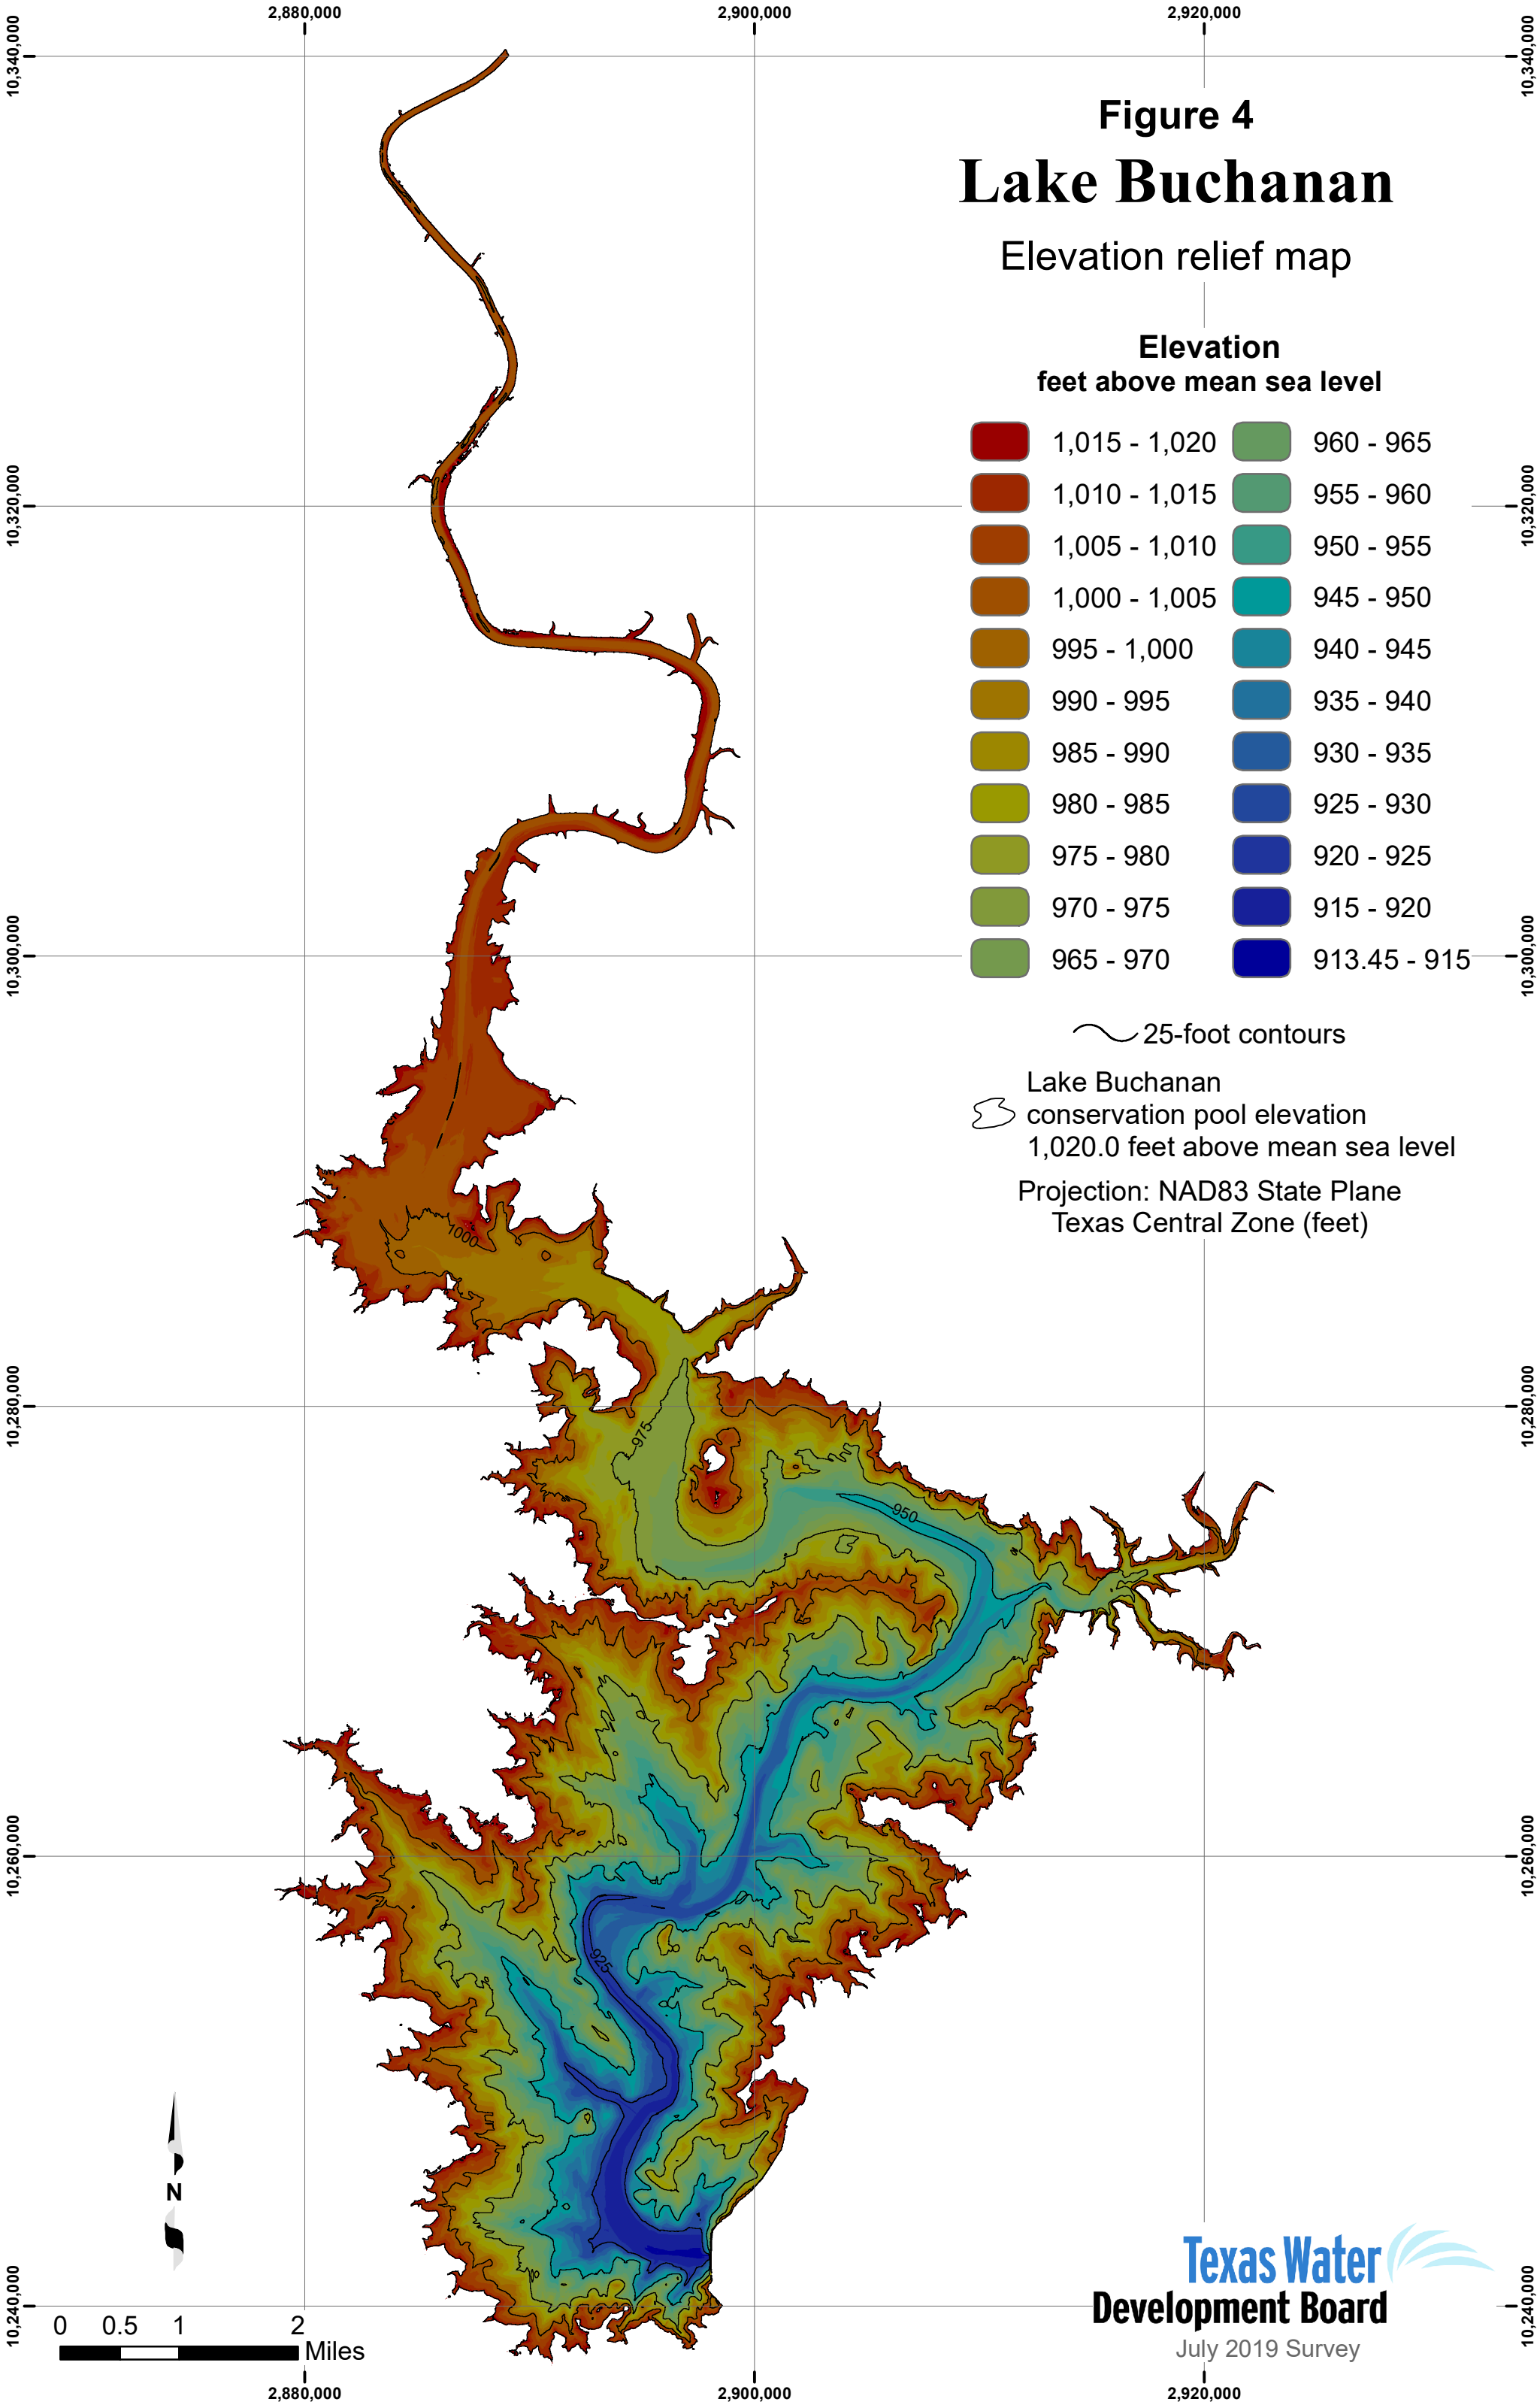 2,880,000
2,900,000
2,920,000
10,340,000
10,340,000
Figure 4
Lake Buchanan
Elevation relief map
Elevation
feet above mean sea level
1,015 - 1,020
960 - 965
1,010 - 1,015
955 - 960
1,005 - 1,010
950 - 955
1,000 - 1,005
945 - 950
995 - 1,000
940 - 945
990 - 995
935 - 940
985 - 990
930 - 935
980 - 985
925 - 930
975 - 980
920 - 925
970 - 975
915 - 920
965 - 970
913.45 - 915
10,320,000
10,320,000
10,300,000
10,300,000
25-foot contours
Lake Buchanan
conservation pool elevation
1,020.0 feet above mean sea level
Projection: NAD83 State Plane
Texas Central Zone (feet)
1000
10,280,000
10,280,000
975
950
10,260,000
10,260,000
925
N
10,240,000
10,240,000
0 0.5 1 2
Miles
Texas Water
Development Board
July 2019 Survey
2,880,000
2,900,000
2,920,000